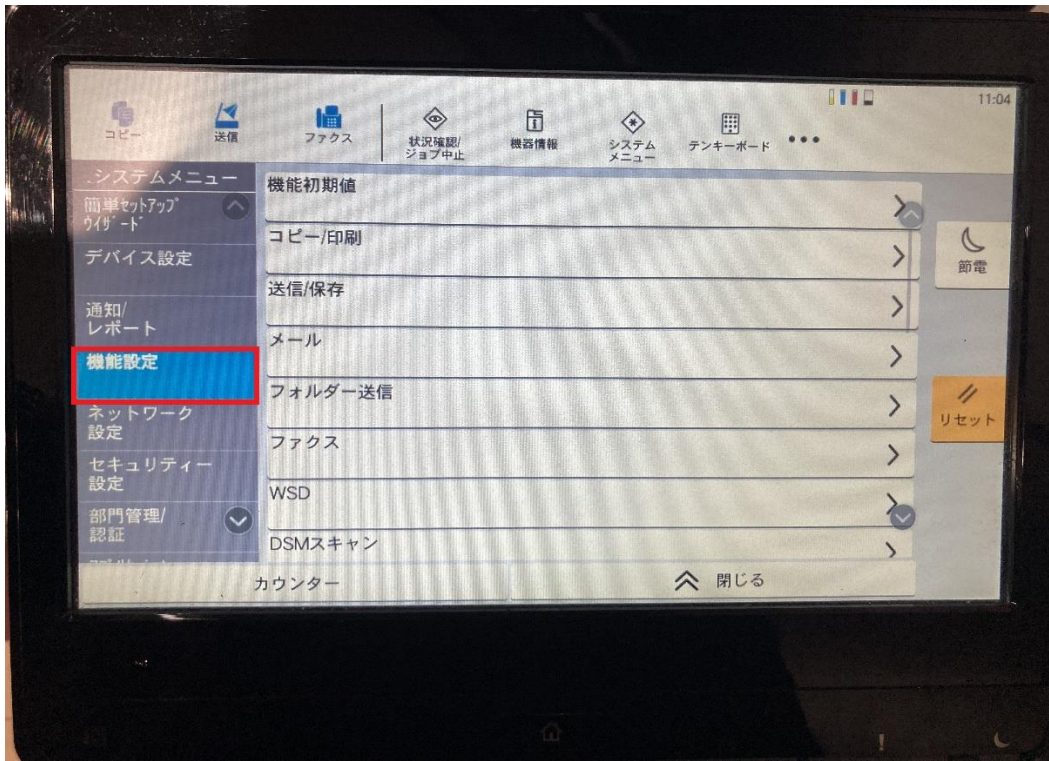 11:04
コピー
送信
ファクス
状況確認/
ジョブ中止
機器情報
システム
メニュー
テンキーボード
システムメニュー
簡単セットアップ
ウィザード
デバイス設定
通知/
レポート
機能設定
ネットワーク
設定
セキュリティー
設定
部門管理/
認証
機能初期値
コピー/印刷
送信/保存
メール
フォルダー送信
ファクス
WSD
DSMスキャン
節電
リセット
カウンター
閉じる